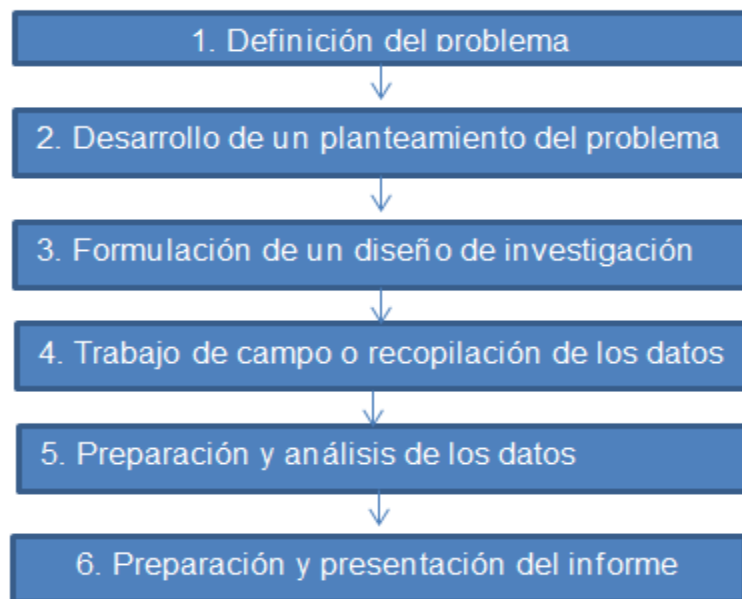 1. Definición del problema
2. Desarrollo de un planteamiento del problema
3. Formulación de un diseño de investigación
4. Trabajo de campo o recopilación de los datos
5. Preparación y análisis de los datos
6. Preparación y presentación del informe